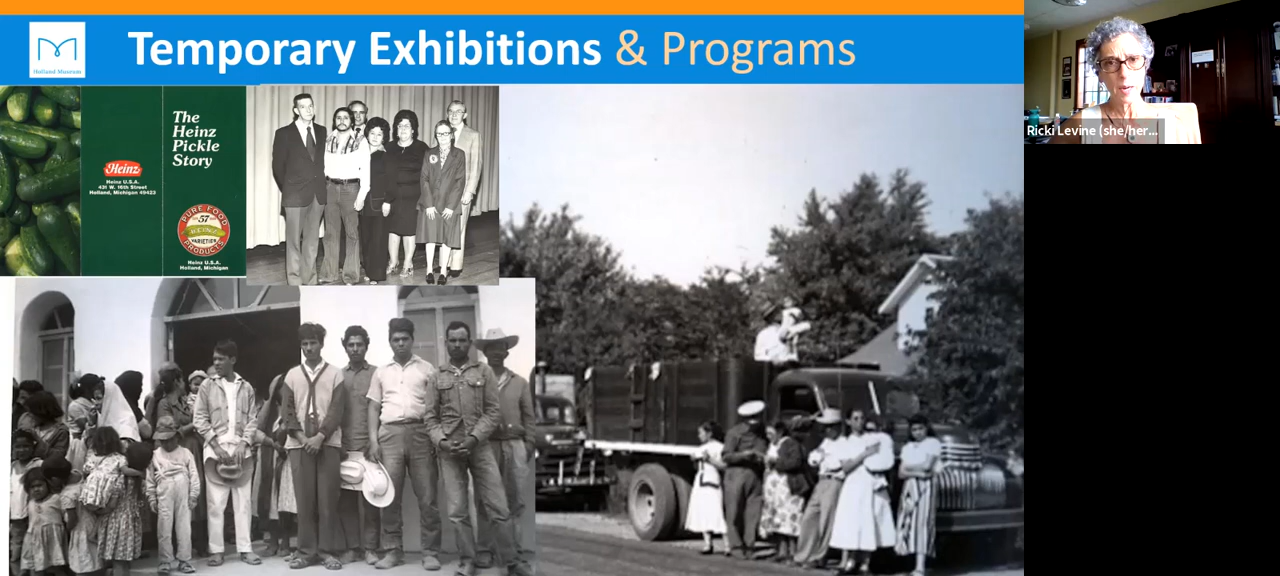 Holland Museum
Temporary Exhibitions & Programs
Heinz
Heinz U.S.A.
431 W. 16th Street
Holland, Michigan 49423
The
Heinz
Pickle
Story
PURE FOOD
57
HEINZ
VARIETIES
PRODUCTS
Heinz U.S.A.
Holland, Michigan
Ricki Levine (she/her...